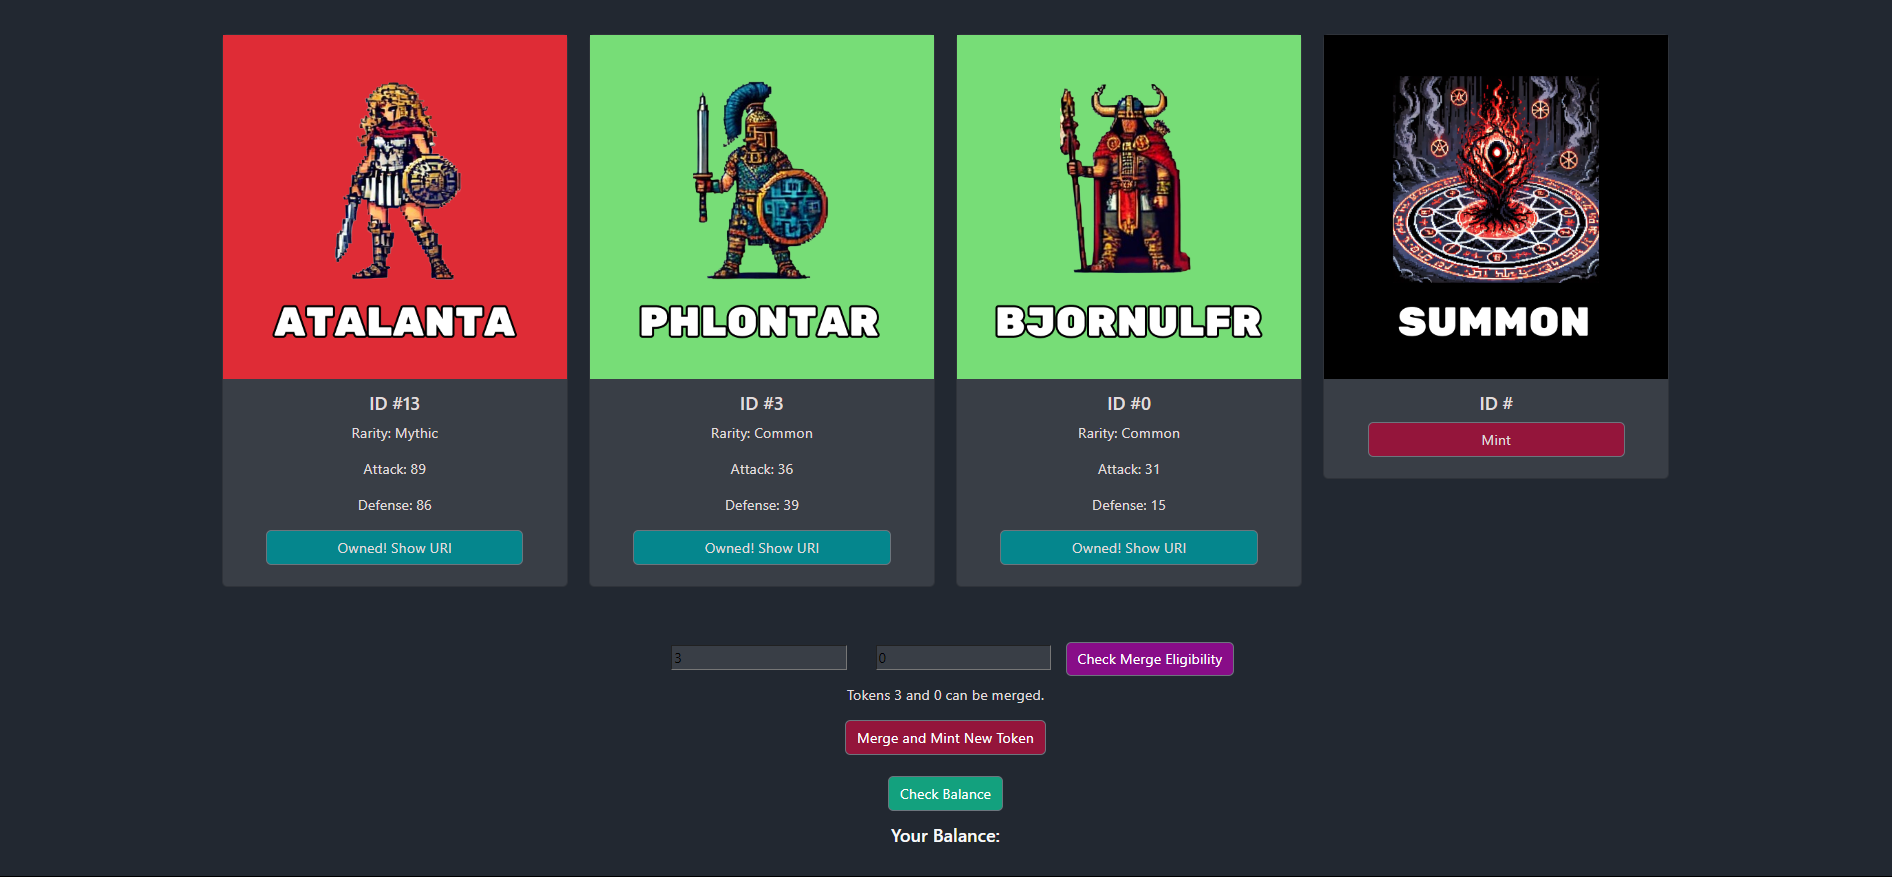 ATALANTA
ID #13
Rarity: Mythic
Attack: 89
Defense: 86
Owned! Show URI
PHLONTAR
ID #3
Rarity: Common
Attack: 36
Defense: 39
Owned! Show URI
BJORNULFR
ID #0
Rarity: Common
Attack: 31
Defense: 15
Owned! Show URI
SUMMON
ID #
Mint
3
0
Check Merge Eligibility
Tokens 3 and 0 can be merged.
Merge and Mint New Token
Check Balance
Your Balance: